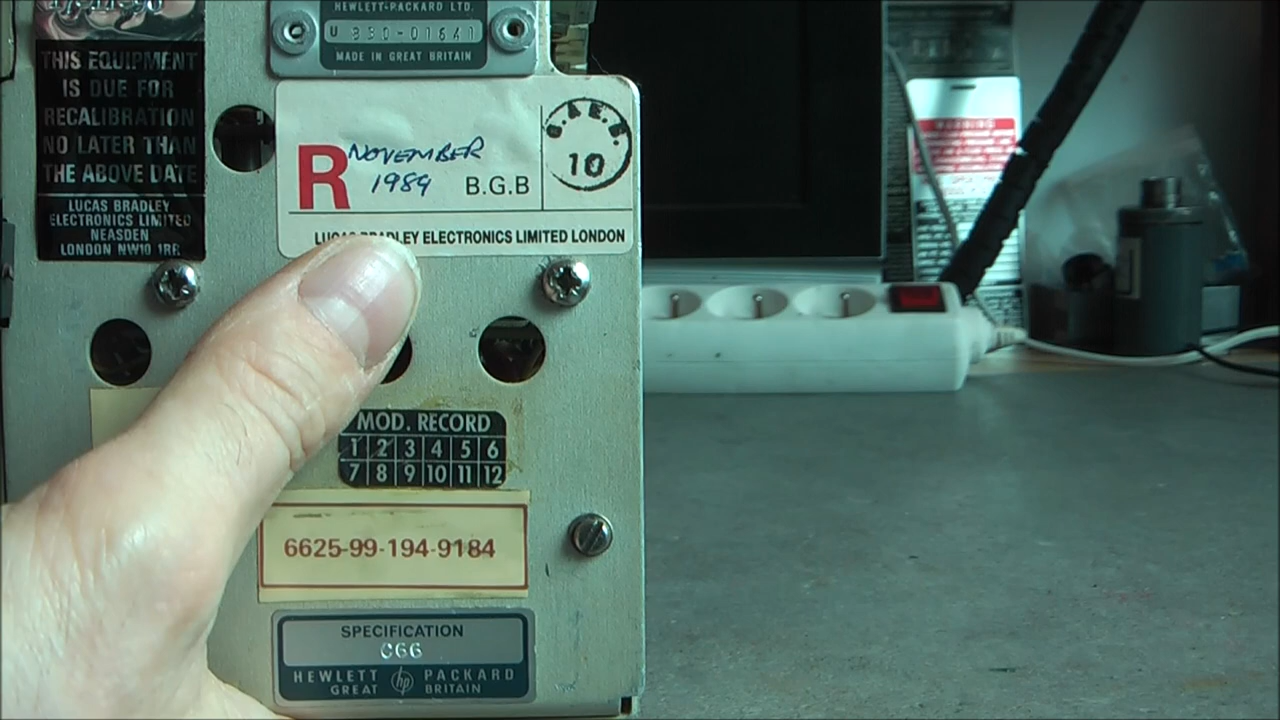 HEWLETT-PACKARD LTD.
U 330-01641
MADE IN GREAT BRITAIN
THIS EQUIPMENT
IS DUE FOR
RECALIBRATION
NO LATER THAN
THE ABOVE DATE
LUCAS BRADLEY
ELECTRONICS LIMITED
NEASDEN
LONDON NW10 1RR
R NOVEMBER
1989 B.G.B
10
LUCAS BRADLEY ELECTRONICS LIMITED LONDON
WARNING
MOD. RECORD
1 2 3 4 5 6
7 8 9 10 11 12
6625-99-194-9184
SPECIFICATION
C66
HEWLETT hp PACKARD
GREAT BRITAIN